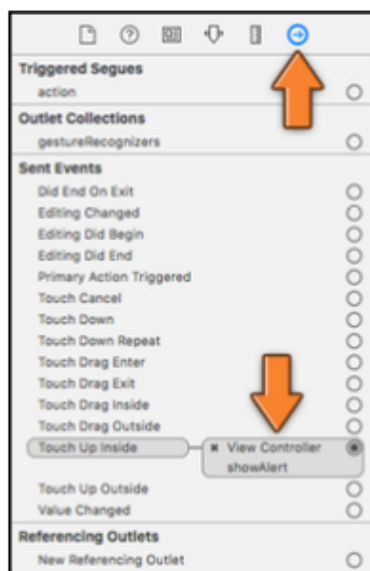 Triggered Segues
action
Outlet Collections
gestureRecognizers
Sent Events
Did End On Exit
Editing Changed
Editing Did Begin
Editing Did End
Primary Action Triggered
Touch Cancel
Touch Down
Touch Down Repeat
Touch Drag Enter
Touch Drag Exit
Touch Drag Inside
Touch Drag Outside
Touch Up Inside
View Controller
showAlert
Touch Up Outside
Value Changed
Referencing Outlets
New Referencing Outlet